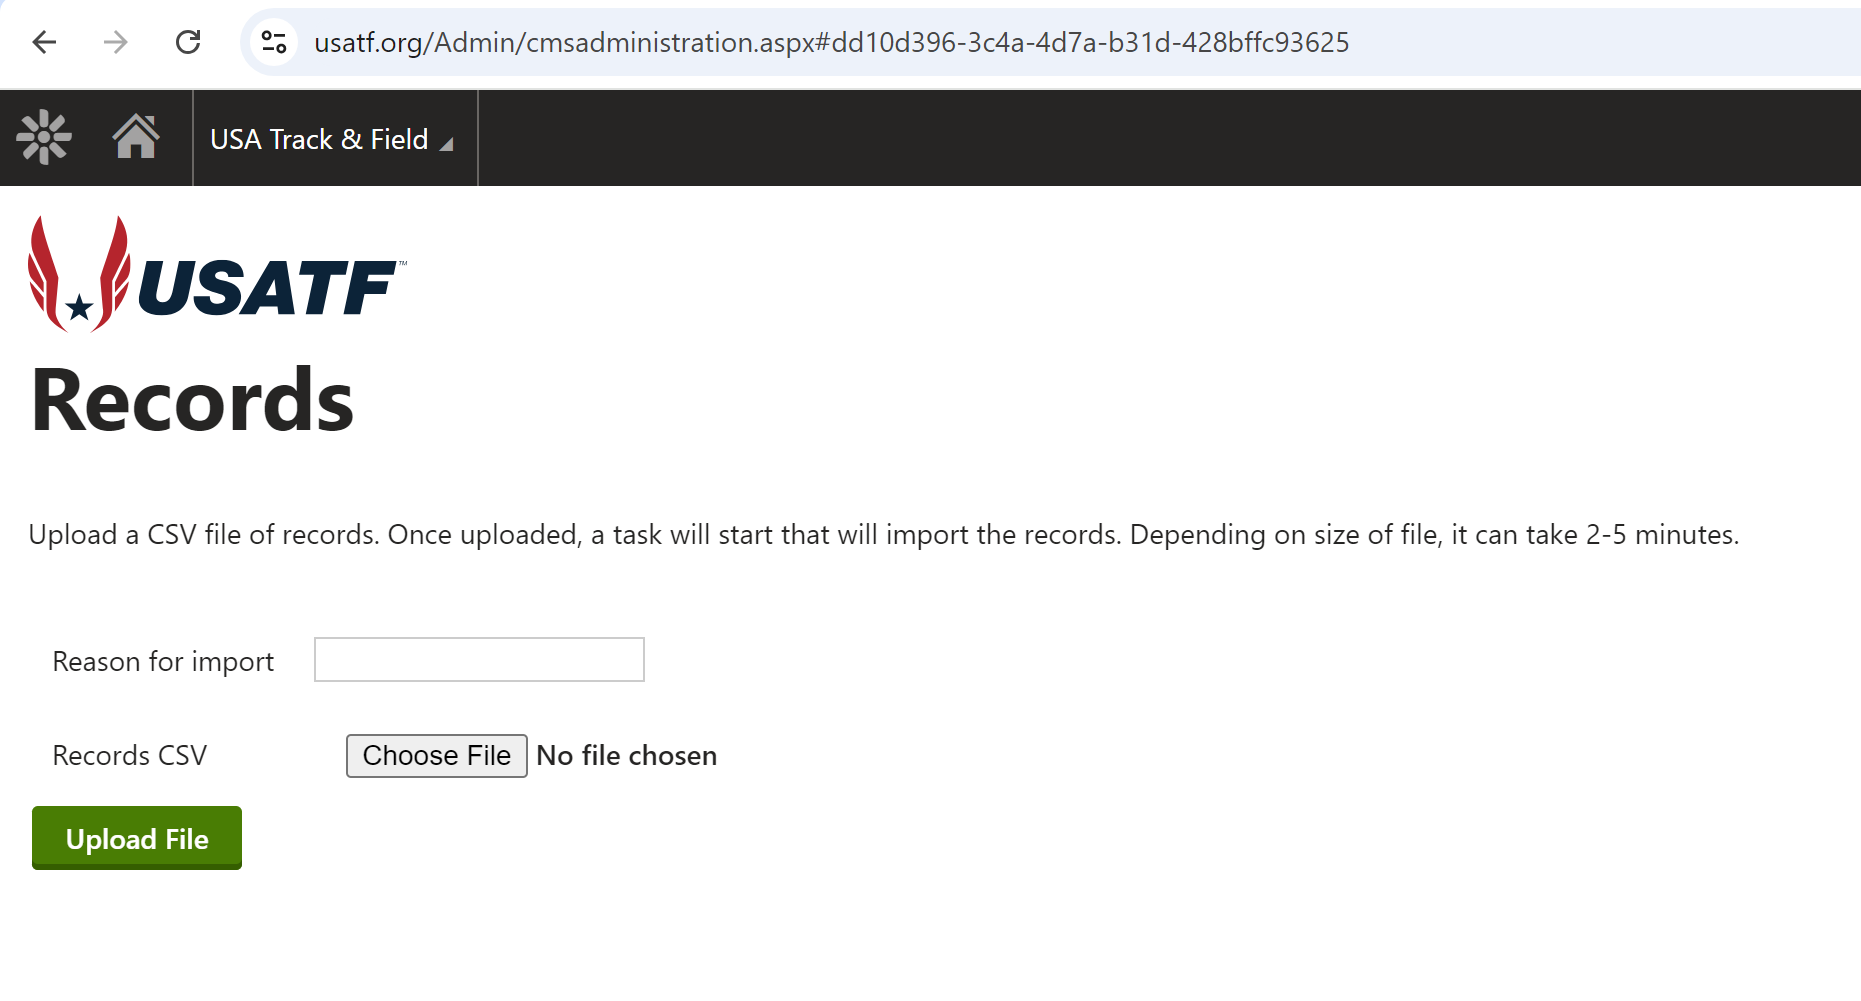 usatf.org/Admin/cmsadministration.aspx#dd10d396-3c4a-4d7a-b31d-428bffc93625
USA Track & Field
USATF™
Records
Upload a CSV file of records. Once uploaded, a task will start that will import the records. Depending on size of file, it can take 2-5 minutes.
Reason for import
Records CSV Choose File No file chosen
Upload File